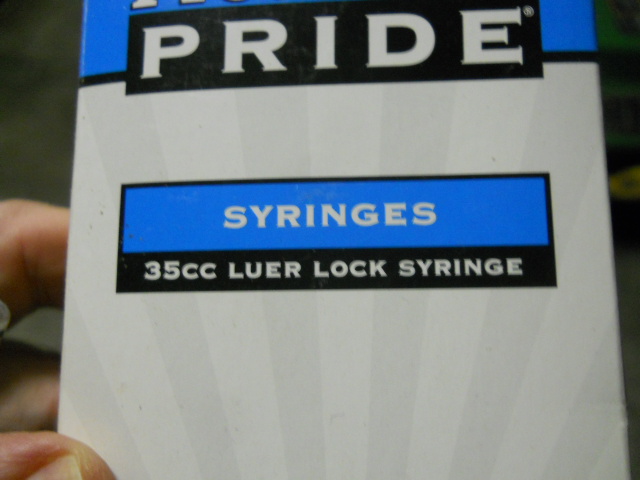 PRIDE®
SYRINGES
35CC LUER LOCK SYRINGE